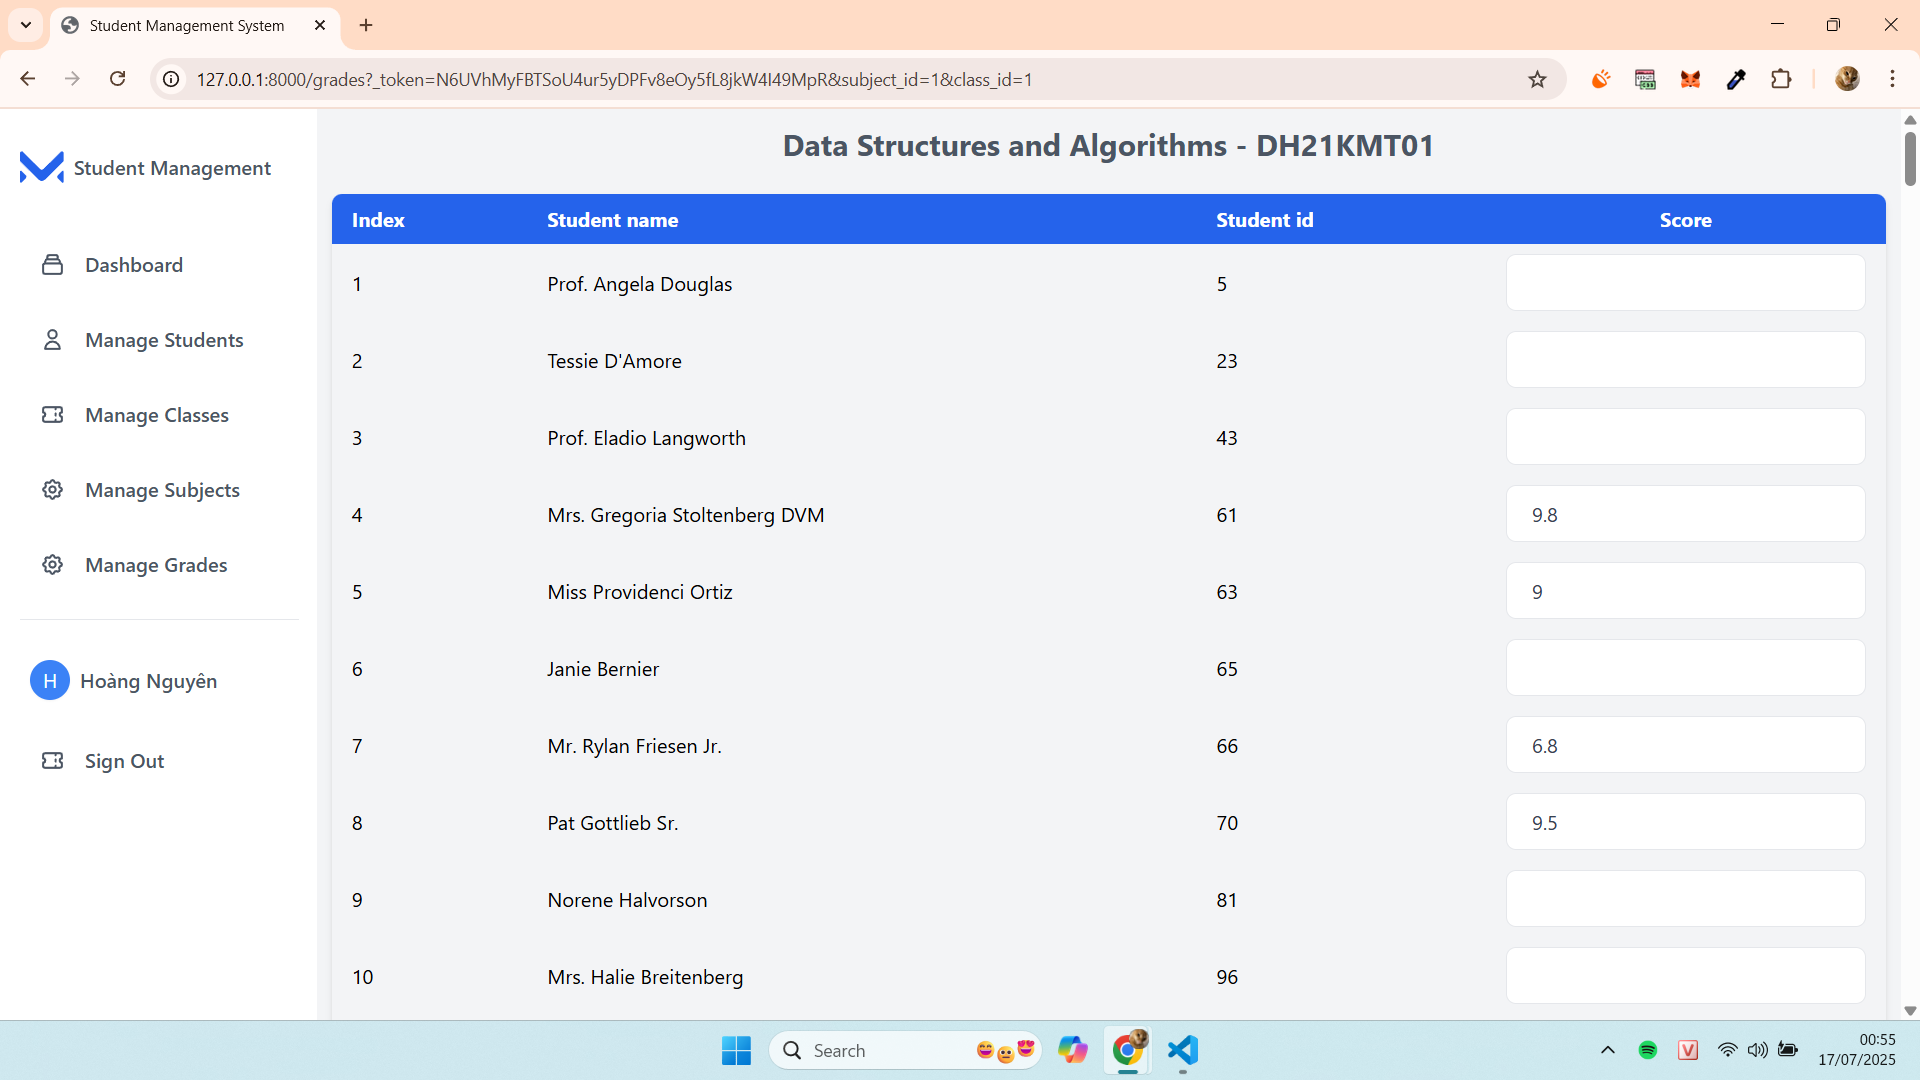 Student Management System
127.0.0.1:8000/grades?_token=N6UVhMyFBTSoU4ur5yDPFv8eOy5fL8jkW4I49MpR&subject_id=1&class_id=1
Student Management
Dashboard
Manage Students
Manage Classes
Manage Subjects
Manage Grades
H Hoàng Nguyên
Sign Out
Data Structures and Algorithms - DH21KMT01
Index Student name Student id Score
1 Prof. Angela Douglas 5
2 Tessie D'Amore 23
3 Prof. Eladio Langworth 43
4 Mrs. Gregoria Stoltenberg DVM 61 9.8
5 Miss Providenci Ortiz 63 9
6 Janie Bernier 65
7 Mr. Rylan Friesen Jr. 66 6.8
8 Pat Gottlieb Sr. 70 9.5
9 Norene Halvorson 81
10 Mrs. Halie Breitenberg 96
Search
V
00:55
17/07/2025